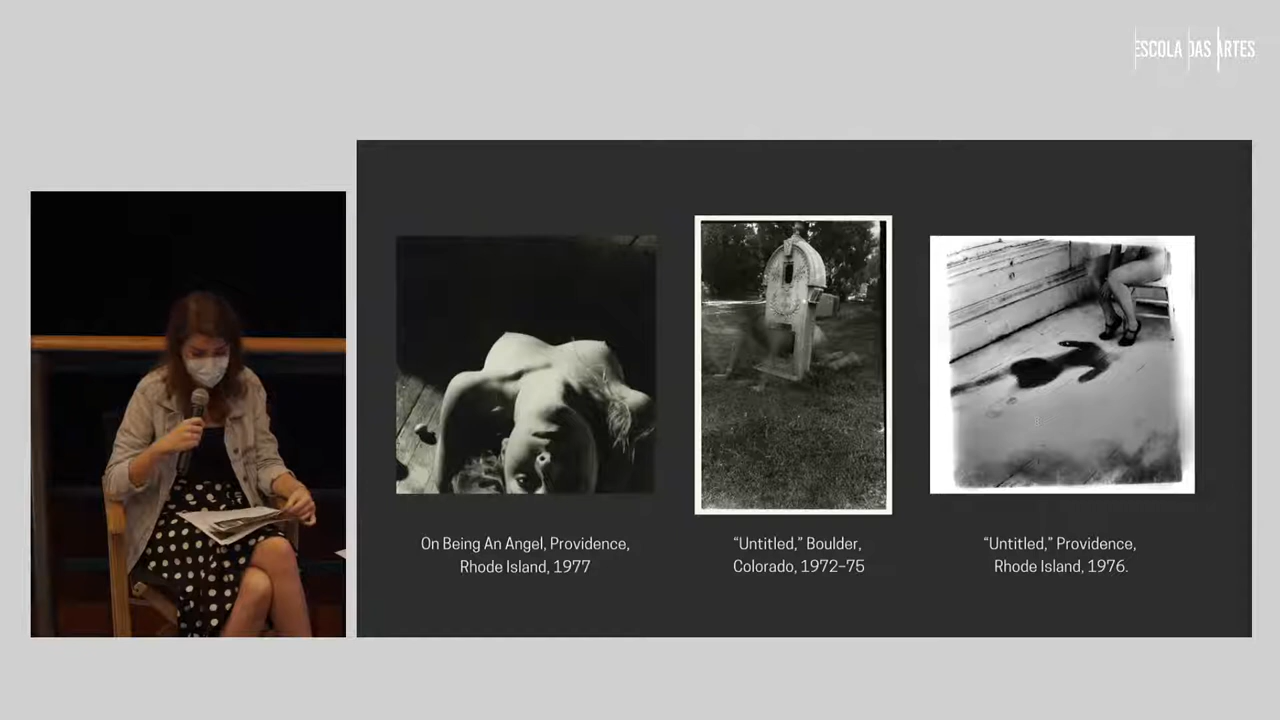 ESCOLA DAS ARTES
On Being An Angel, Providence,
Rhode Island, 1977
“Untitled,” Boulder,
Colorado, 1972–75
“Untitled,” Providence,
Rhode Island, 1976.